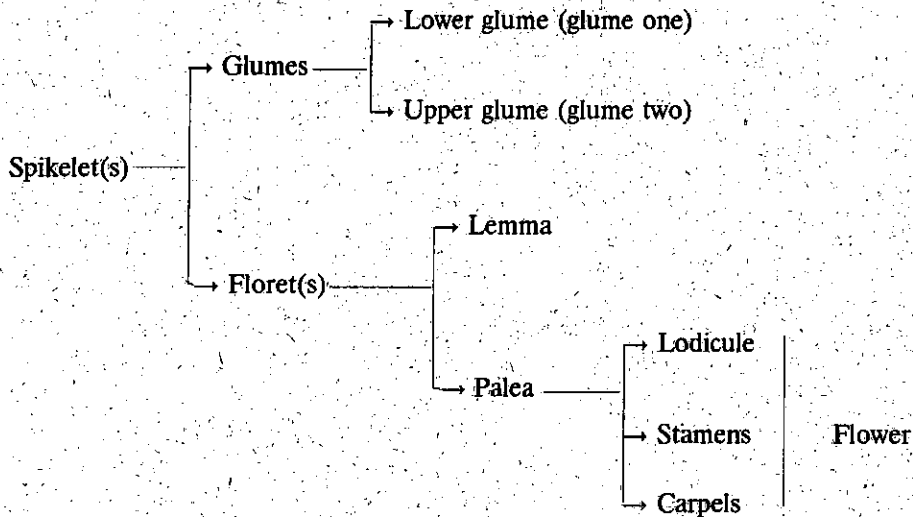 Lower glume (glume one)
Glumes
Upper glume (glume two)
Spikelet(s)
Lemma
Floret(s)
Lodicule
Palea
Stamens
Flower
Carpels